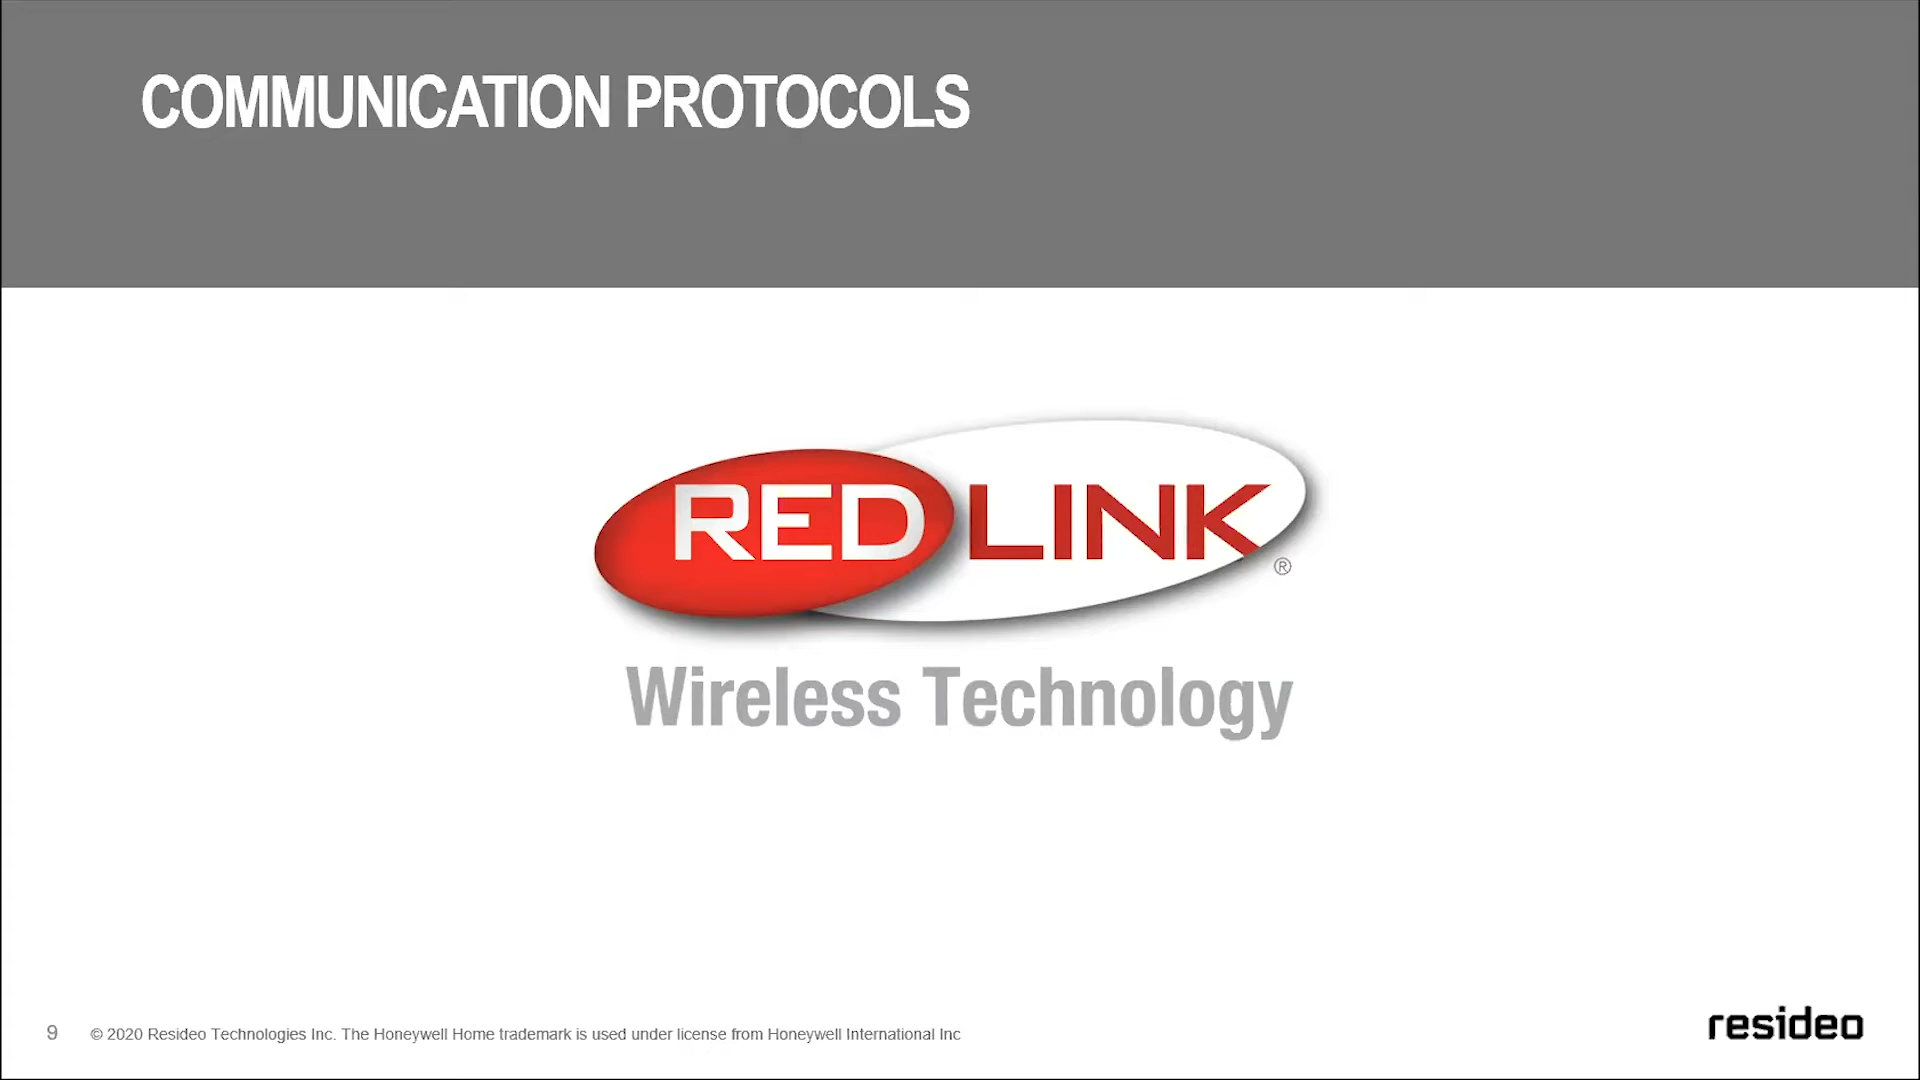 COMMUNICATION PROTOCOLS
RED LINK ®
Wireless Technology
9 © 2020 Resideo Technologies Inc. The Honeywell Home trademark is used under license from Honeywell International Inc
resideo